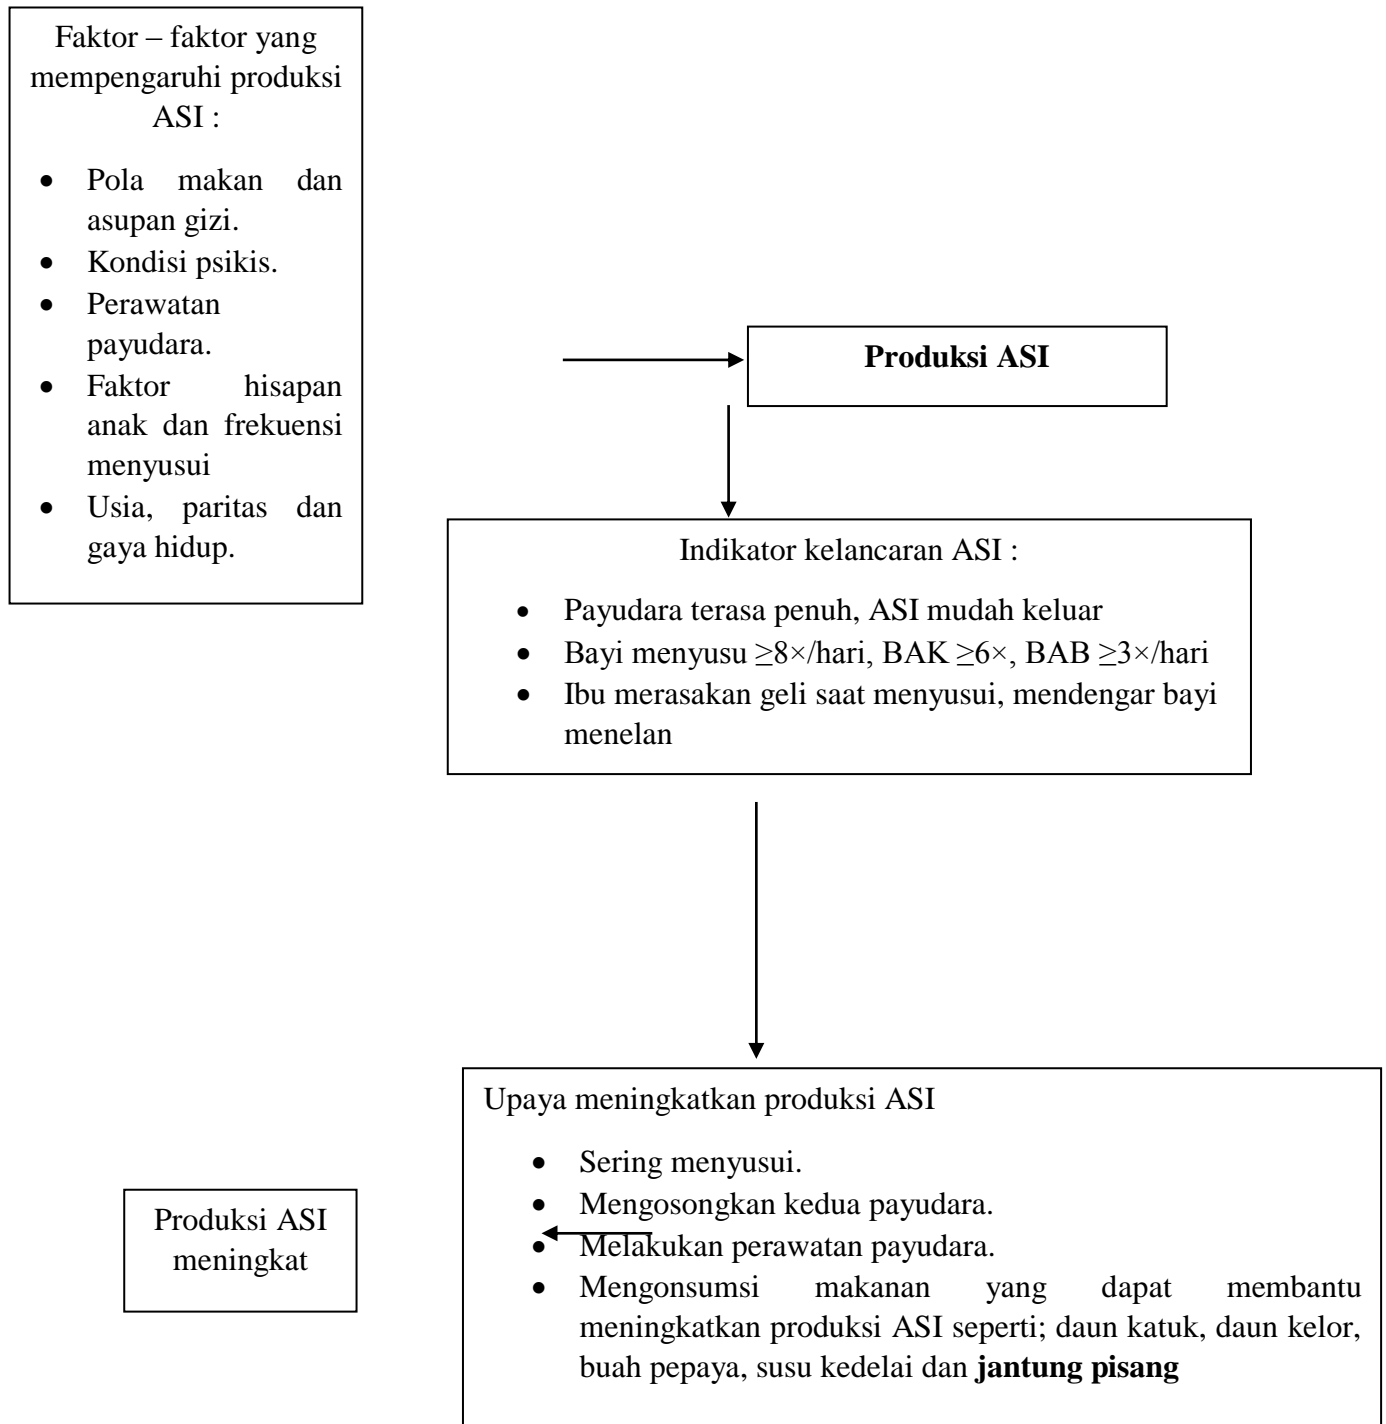 Faktor – faktor yang
mempengaruhi produksi
ASI :
• Pola makan dan
asupan gizi.
• Kondisi psikis.
• Perawatan
payudara.
• Faktor hisapan
anak dan frekuensi
menyusui
• Usia, paritas dan
gaya hidup.
Produksi ASI
Indikator kelancaran ASI :
• Payudara terasa penuh, ASI mudah keluar
• Bayi menyusu ≥8×/hari, BAK ≥6×, BAB ≥3×/hari
• Ibu merasakan geli saat menyusui, mendengar bayi
menelan
Upaya meningkatkan produksi ASI
• Sering menyusui.
• Mengosongkan kedua payudara.
• Melakukan perawatan payudara.
• Mengonsumsi makanan yang dapat membantu
meningkatkan produksi ASI seperti; daun katuk, daun kelor,
buah pepaya, susu kedelai dan jantung pisang
Produksi ASI
meningkat